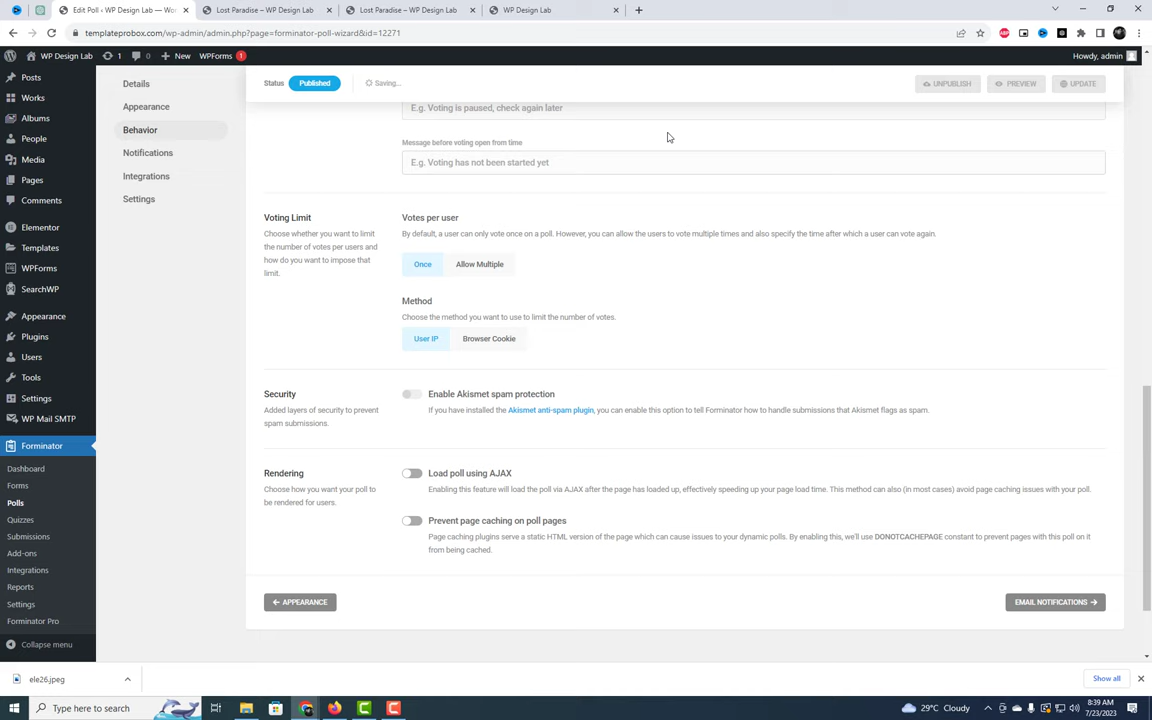 Edit Poll ‹ WP Design Lab — Wor
Lost Paradise – WP Design Lab
Lost Paradise – WP Design Lab
WP Design Lab
templateprobox.com/wp-admin/admin.php?page=forminator-poll-wizard&id=12271
WP Design Lab
1
0
New
WPForms
1
Howdy, admin
Posts
Works
Albums
People
Media
Pages
Comments
Elementor
Templates
WPForms
SearchWP
Appearance
Plugins
Users
Tools
Settings
WP Mail SMTP
Forminator
Dashboard
Forms
Polls
Quizzes
Submissions
Add-ons
Integrations
Reports
Settings
Forminator Pro
Collapse menu
Details
Appearance
Behavior
Notifications
Integrations
Settings
Status
Published
Saving...
UNPUBLISH
PREVIEW
UPDATE
E.g. Voting is paused, check again later
Message before voting open from time
E.g. Voting has not been started yet
Voting Limit
Choose whether you want to limit
the number of votes per users and
how do you want to impose that
limit.
Votes per user
By default, a user can only vote once on a poll. However, you can allow the users to vote multiple times and also specify the time after which a user can vote again.
Once
Allow Multiple
Method
Choose the method you want to use to limit the number of votes.
User IP
Browser Cookie
Security
Added layers of security to prevent
spam submissions.
Enable Akismet spam protection
If you have installed the Akismet anti-spam plugin, you can enable this option to tell Forminator how to handle submissions that Akismet flags as spam.
Rendering
Choose how you want your poll to
be rendered for users.
Load poll using AJAX
Enabling this feature will load the poll via AJAX after the page has loaded up, effectively speeding up your page load time. This method can also (in most cases) avoid page caching issues with your poll.
Prevent page caching on poll pages
Page caching plugins serve a static HTML version of the page which can cause issues to your dynamic polls. By enabling this, we'll use DONOTCACHEPAGE constant to prevent pages with this poll on it
from being cached.
APPEARANCE
EMAIL NOTIFICATIONS
ele26.jpeg
Show all
Type here to search
29°C Cloudy
8:39 AM
7/23/2023